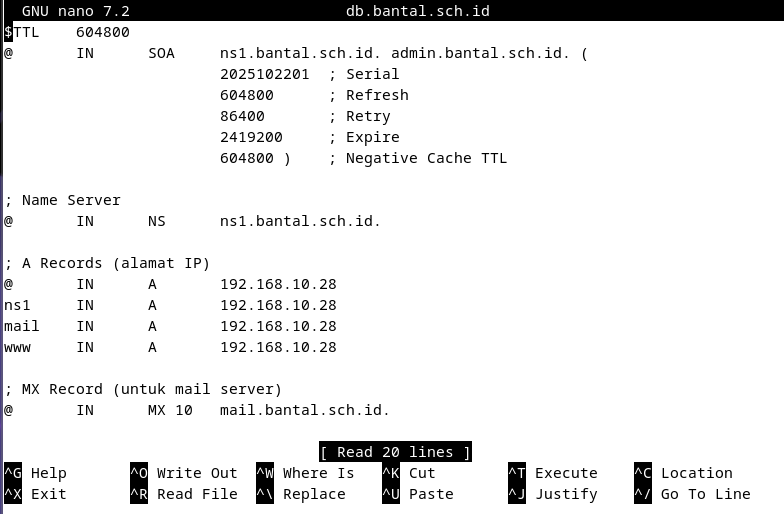 GNU nano 7.2 db.bantal.sch.id
$TTL 604800
@ IN SOA ns1.bantal.sch.id. admin.bantal.sch.id. (
2025102201 ; Serial
604800 ; Refresh
86400 ; Retry
2419200 ; Expire
604800 ) ; Negative Cache TTL
; Name Server
@ IN NS ns1.bantal.sch.id.
; A Records (alamat IP)
@ IN A 192.168.10.28
ns1 IN A 192.168.10.28
mail IN A 192.168.10.28
www IN A 192.168.10.28
; MX Record (untuk mail server)
@ IN MX 10 mail.bantal.sch.id.
[ Read 20 lines ]
^G Help ^O Write Out ^W Where Is ^K Cut ^T Execute ^C Location
^X Exit ^R Read File ^\ Replace ^U Paste ^J Justify ^/ Go To Line